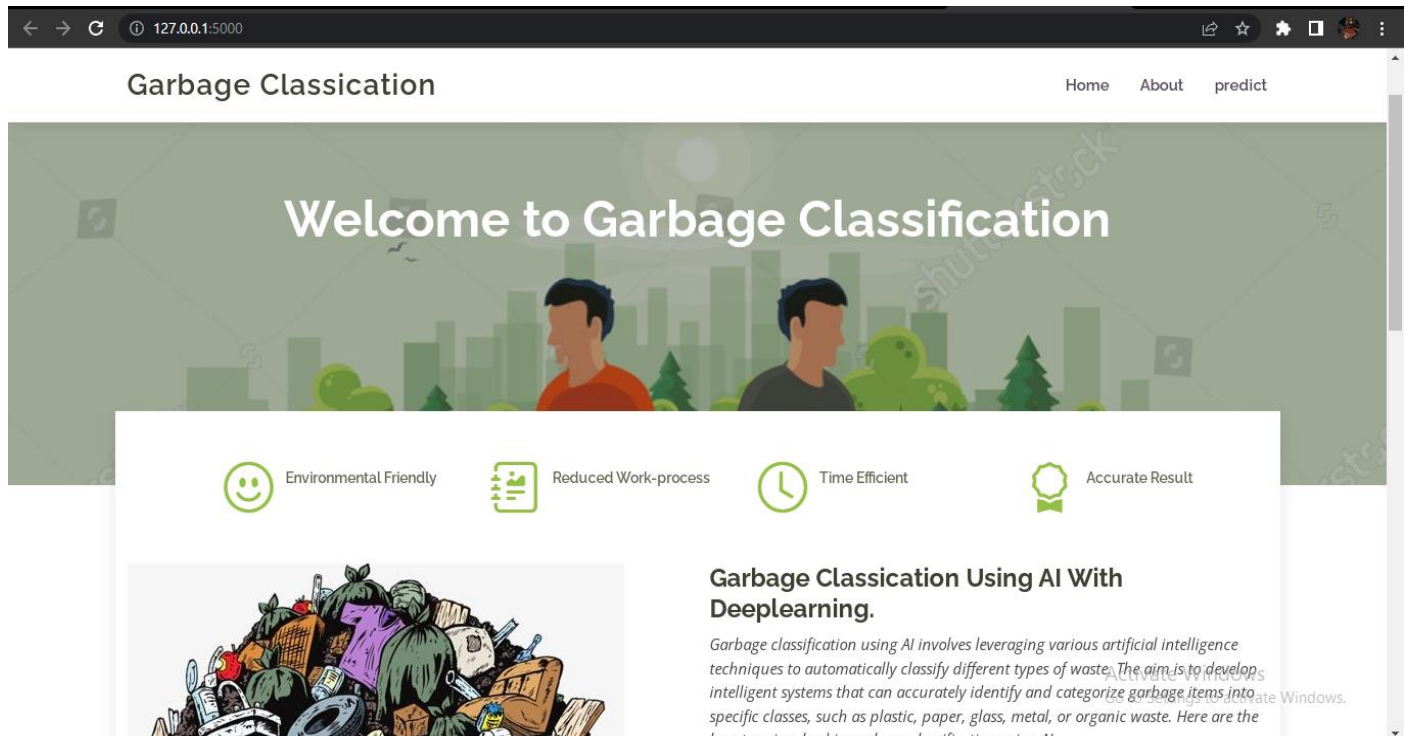 127.0.0.1:5000
Garbage Classication
Home About predict
shutterstock
Welcome to Garbage Classification
Environmental Friendly
Reduced Work-process
Time Efficient
Accurate Result
Garbage Classication Using AI With
Deeplearning.
Garbage classification using AI involves leveraging various artificial intelligence
techniques to automatically classify different types of waste. The aim is to develop
intelligent systems that can accurately identify and categorize garbage items into
specific classes, such as plastic, paper, glass, metal, or organic waste. Here are the
Activate Windows
Go to Settings to activate Windows.